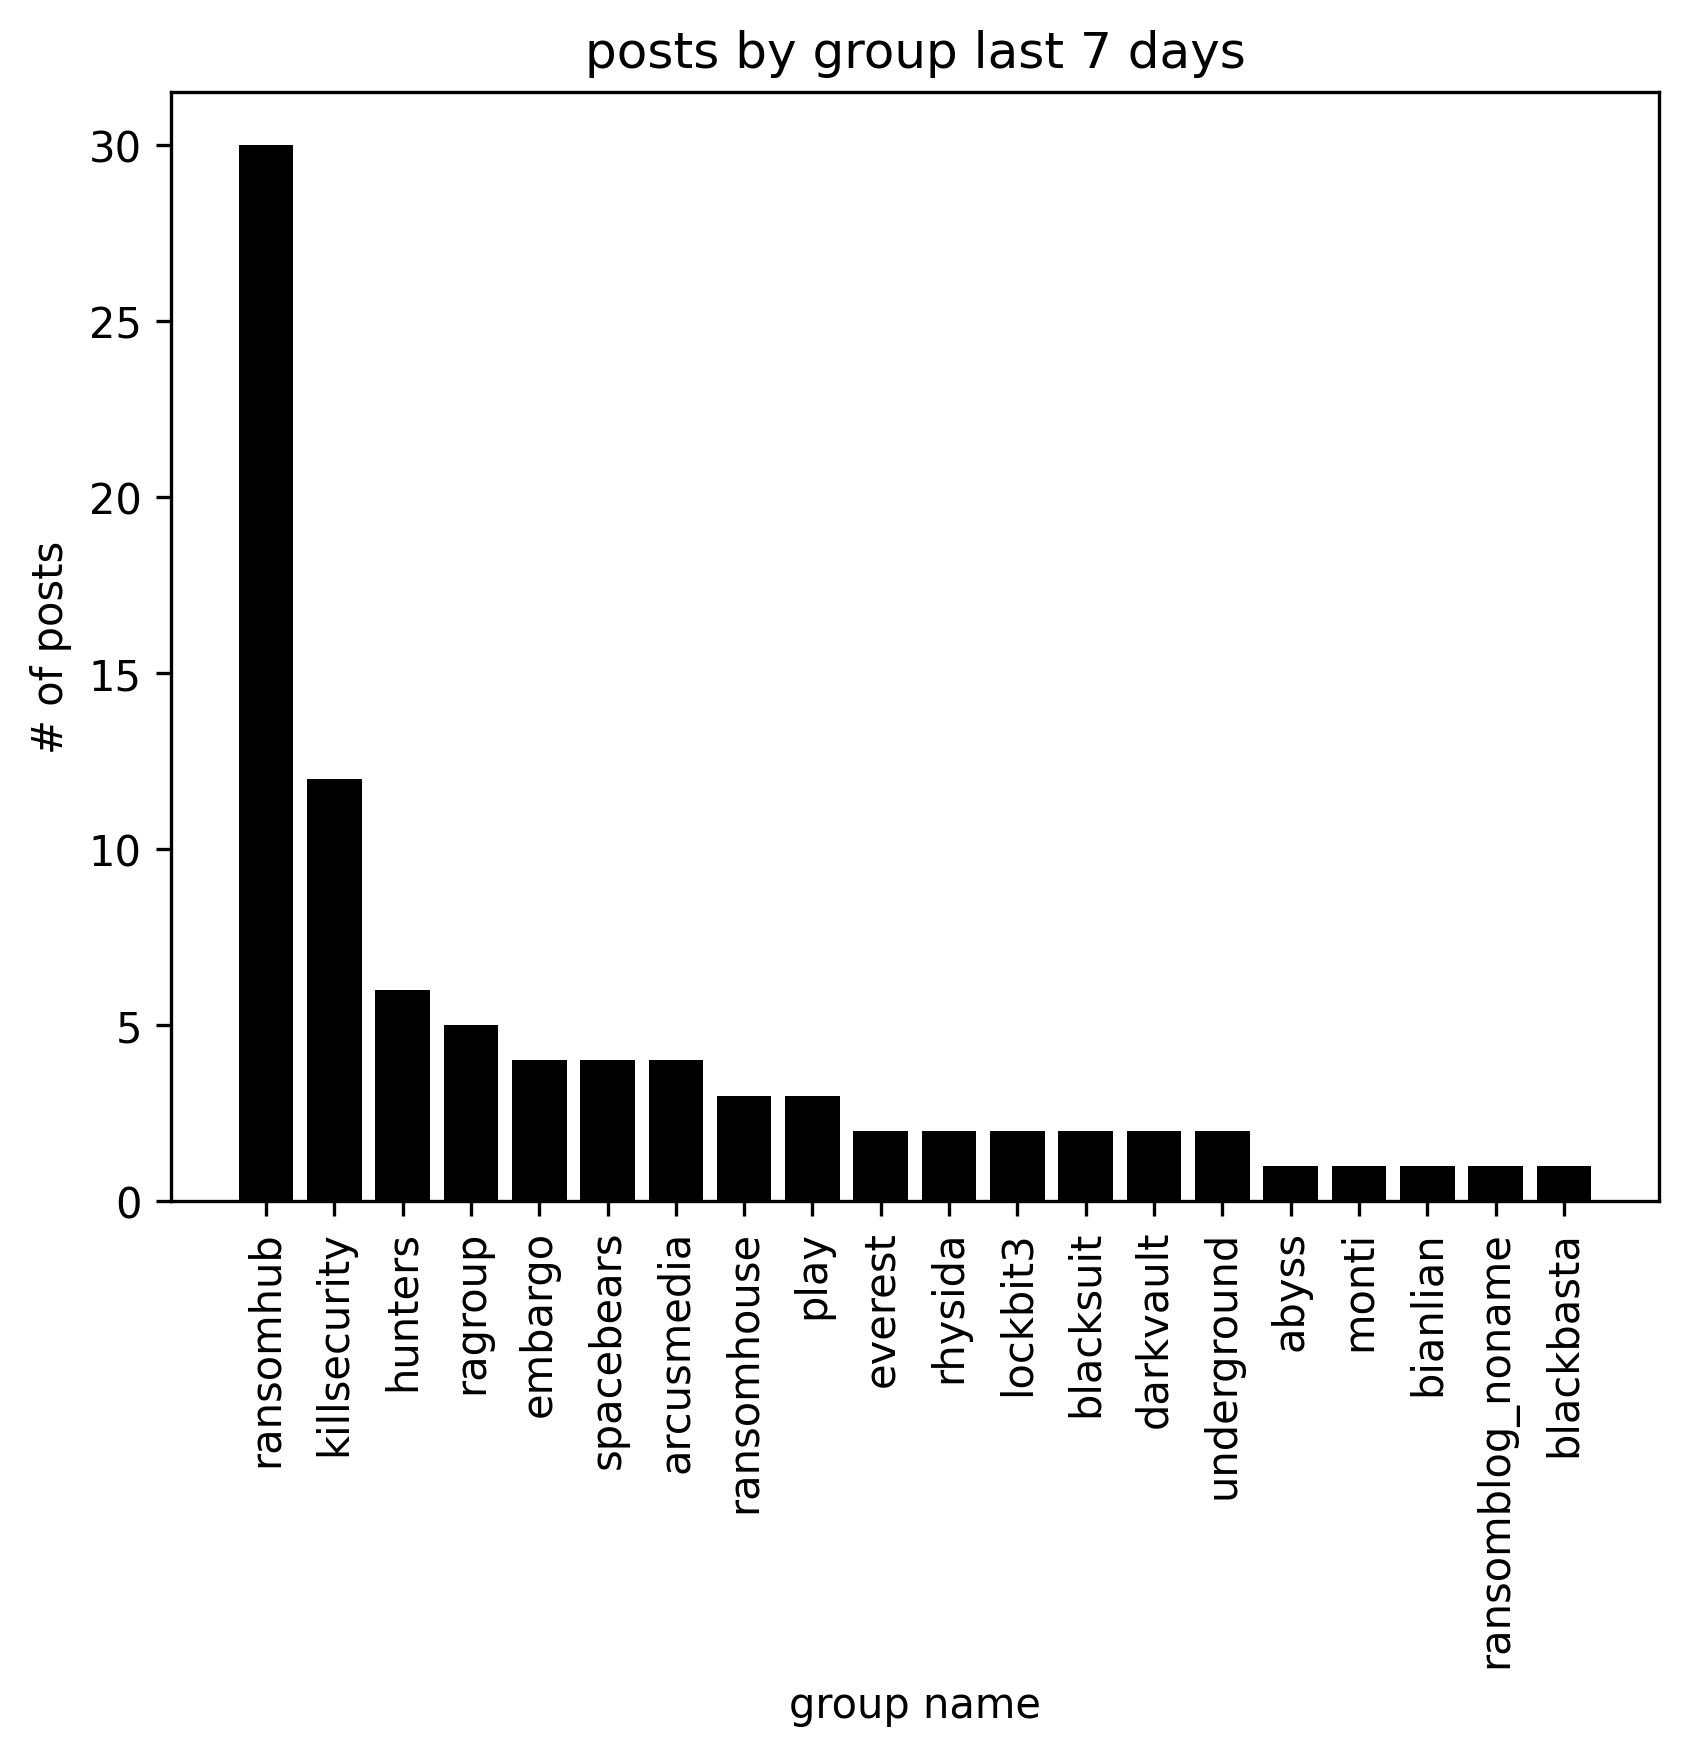 posts by group last 7 days
30
25
20
15
10
5
0
# of posts
ransomhub
killsecurity
hunters
ragroup
embargo
spacebears
arcusmedia
ransomhouse
play
everest
rhysida
lockbit3
blacksuit
darkvault
underground
abyss
monti
bianlian
ransomblog_noname
blackbasta
group name